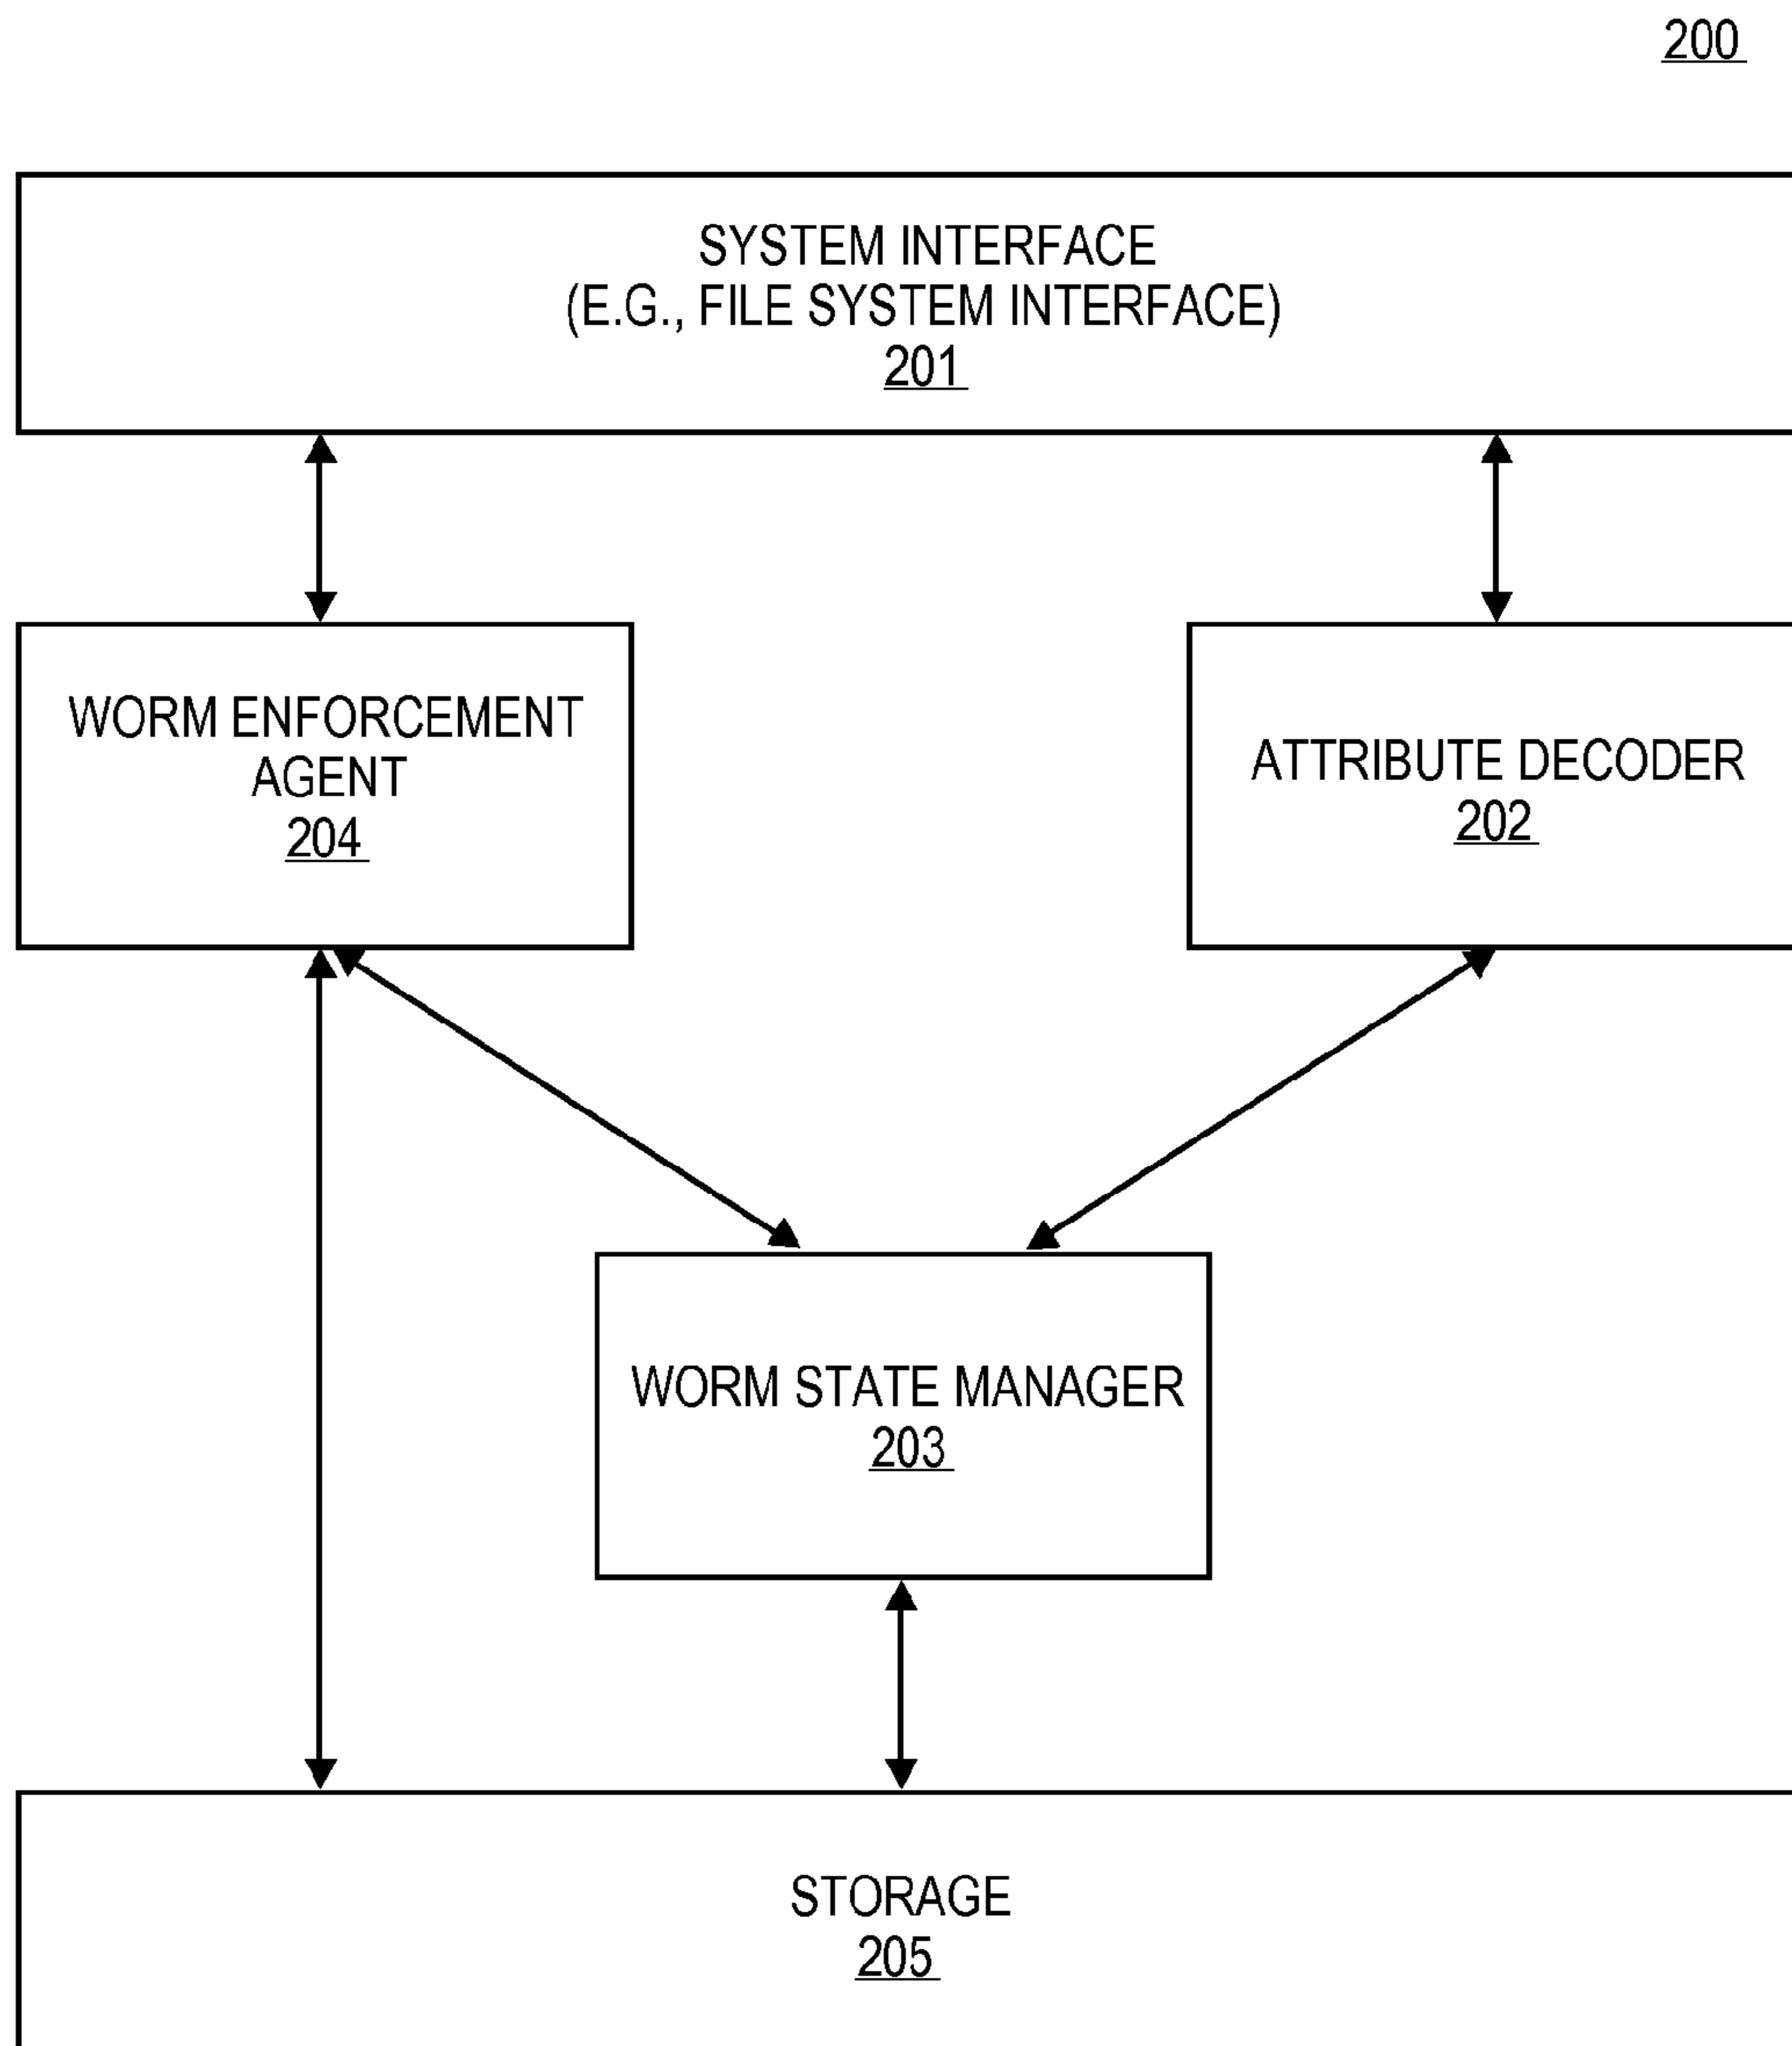 200
SYSTEM INTERFACE
(E.G., FILE SYSTEM INTERFACE)
201
WORM ENFORCEMENT
AGENT
204
ATTRIBUTE DECODER
202
WORM STATE MANAGER
203
STORAGE
205